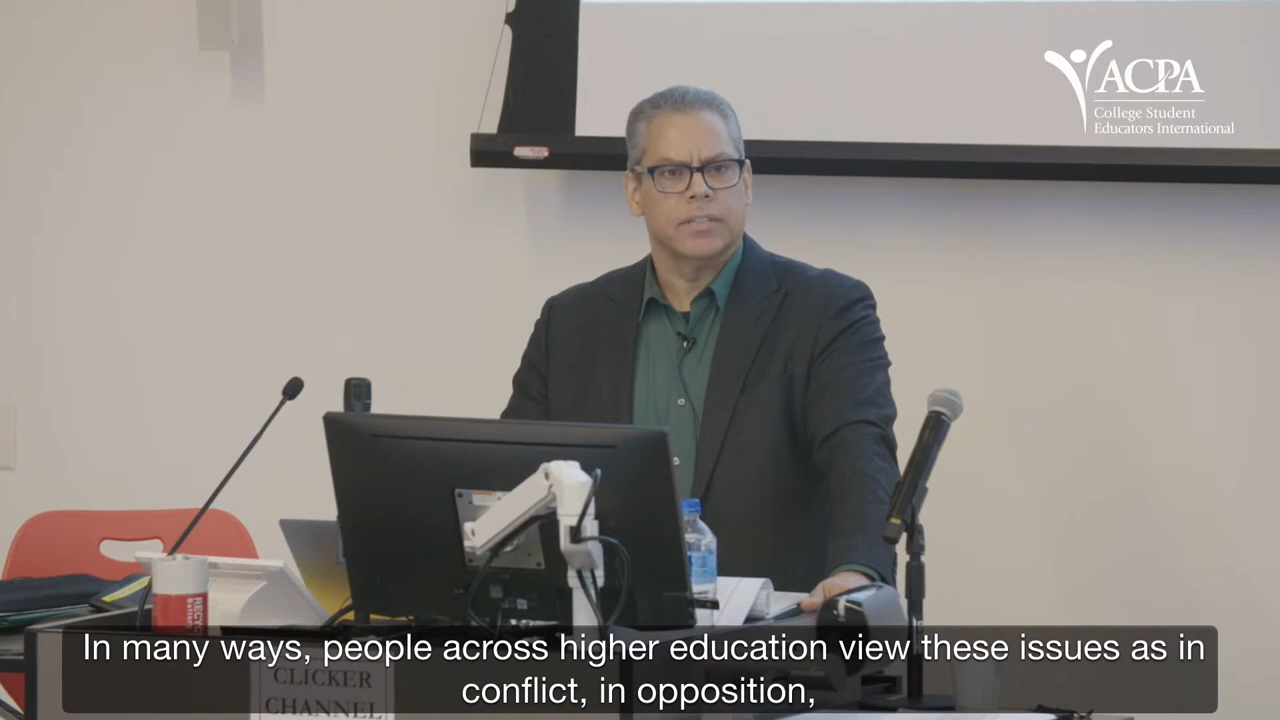 ACPA
College Student
Educators International
RECYC
In many ways, people across higher education view these issues as in
conflict, in opposition,
CLICKER
CHANNEL